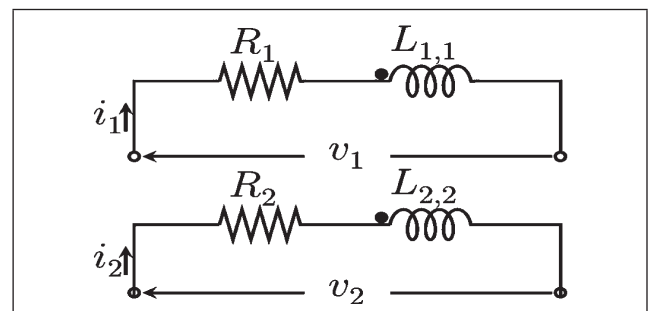 R₁ L₁,₁
i₁
v₁
R₂ L₂,₂
i₂
v₂